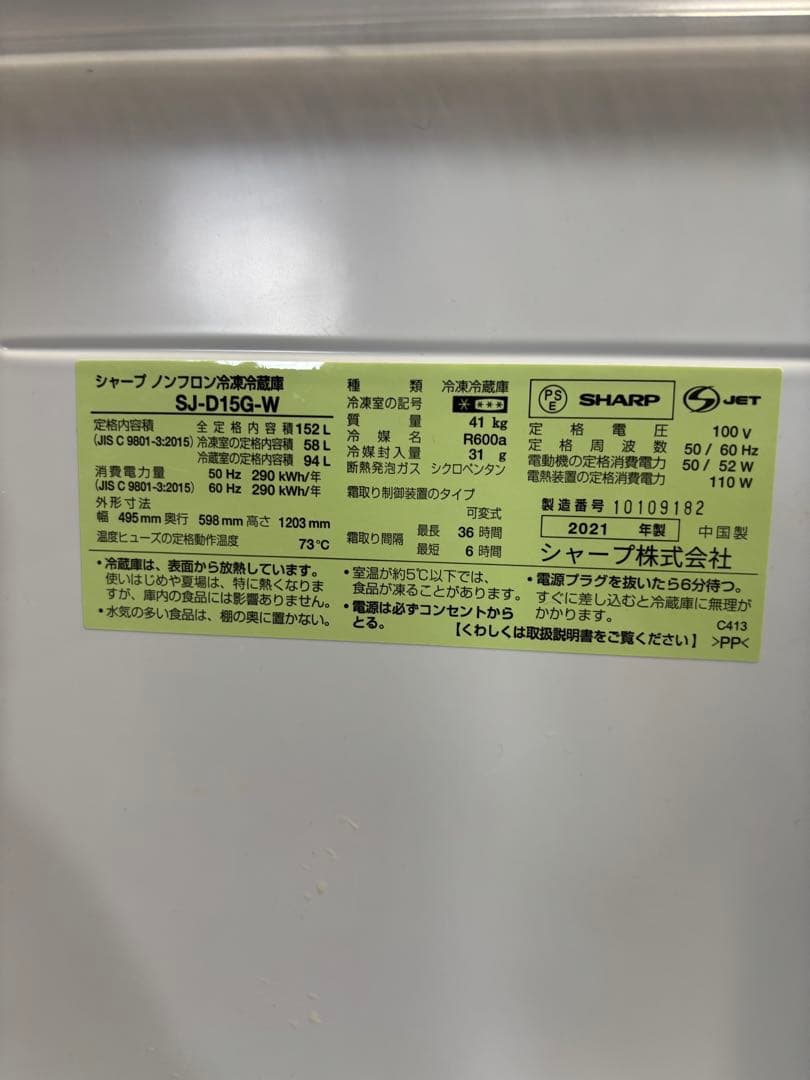 シャープ ノンフロン冷凍冷蔵庫
SJ-D15G-W
定格内容積 全定格内容積 152 L
(JIS C 9801-3:2015) 冷凍室の定格内容積 58 L
冷蔵室の定格内容積 94 L
消費電力量 50 Hz 290 kWh/年
(JIS C 9801-3:2015) 60 Hz 290 kWh/年
外形寸法
幅 495 mm 奥行 598 mm 高さ 1203 mm
温度ヒューズの定格動作温度 73℃
種類 冷凍冷蔵庫
冷凍室の記号 * ***
質量 41 kg
冷媒名 R600a
冷媒封入量 31 g
断熱発泡ガス シクロペンタン
霜取り制御装置のタイプ
可変式
霜取り間隔 最長 36 時間
最短 6 時間
PSE SHARP JET
定格電圧 100 V
定格周波数 50 / 60 Hz
電動機の定格消費電力 50 / 52 W
電熱装置の定格消費電力 110 W
製造番号 10109182
2021 年製 中国製
シャープ株式会社
・冷蔵庫は、表面から放熱しています。
使いはじめや夏場は、特に熱くなりま
すが、庫内の食品には影響ありません。
・水気の多い食品は、棚の奥に置かない。
・室温が約5℃以下では、
食品が凍ることがあります。
・電源は必ずコンセントから
とる。
・電源プラグを抜いたら6分待つ。
すぐに差し込むと冷蔵庫に無理が
かかります。
C413
【くわしくは取扱説明書をご覧ください】 >PP<